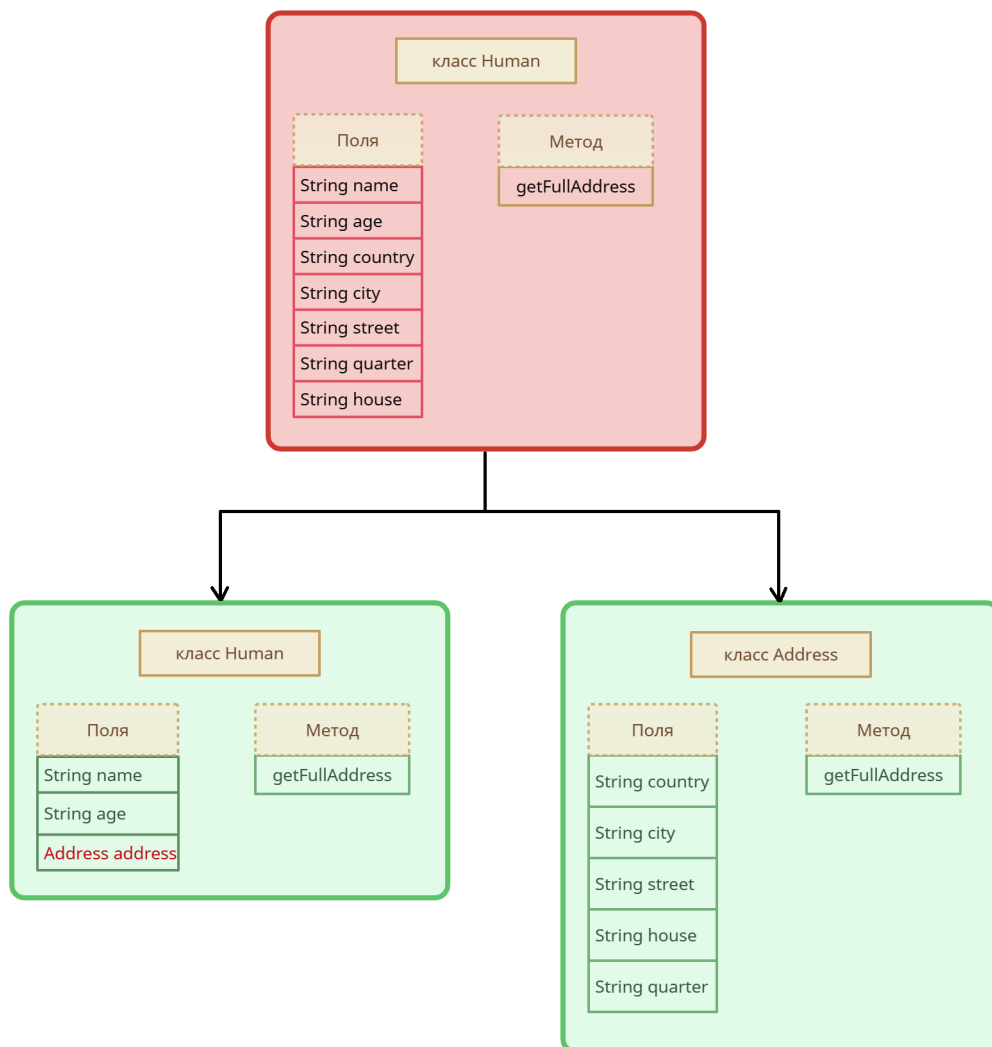 класс Human
Поля
Метод
String name
getFullAddress
String age
String country
String city
String street
String quarter
String house
класс Human
Поля
Метод
String name
getFullAddress
String age
Address address
класс Address
Поля
Метод
String country
getFullAddress
String city
String street
String house
String quarter